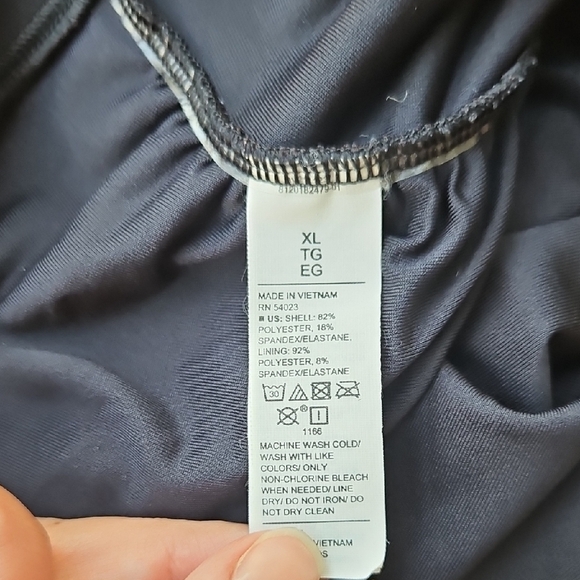 XL
TG
EG
MADE IN VIETNAM
RN 54023
■ US: SHELL: 82%
POLYESTER, 18%
SPANDEX/ELASTANE,
LINING: 92%
POLYESTER, 8%
SPANDEX/ELASTANE
30
1166
MACHINE WASH COLD/
WASH WITH LIKE
COLORS/ ONLY
NON-CHLORINE BLEACH
WHEN NEEDED/ LINE
DRY/ DO NOT IRON/ DO
NOT DRY CLEAN
VIETNAM